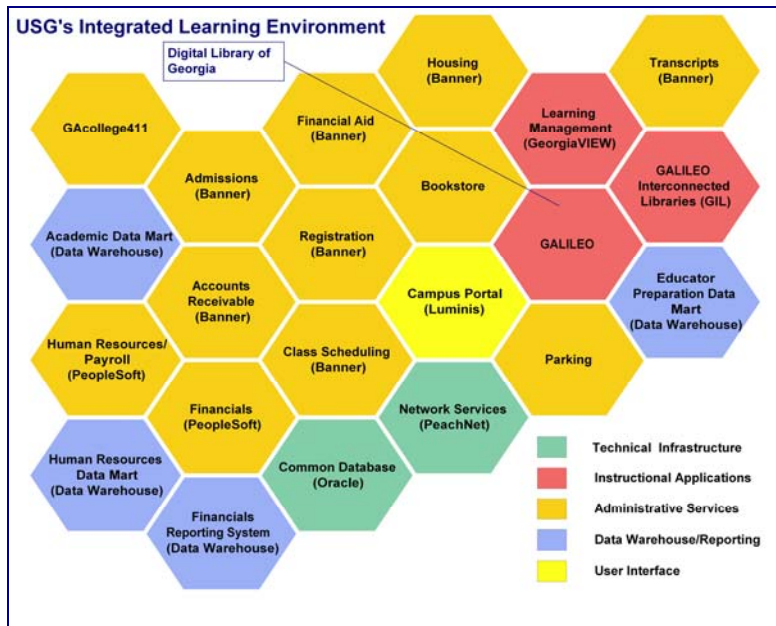 USG's Integrated Learning Environment
Digital Library of
Georgia
Housing
(Banner)
Transcripts
(Banner)
GAcollege411
Financial Aid
(Banner)
Learning
Management
(GeorgiaVIEW)
Admissions
(Banner)
Bookstore
GALILEO
Interconnected
Libraries (GIL)
Academic Data Mart
(Data Warehouse)
Registration
(Banner)
GALILEO
Accounts
Receivable
(Banner)
Campus Portal
(Luminis)
Educator
Preparation Data
Mart
(Data Warehouse)
Human Resources/
Payroll
(PeopleSoft)
Class Scheduling
(Banner)
Parking
Financials
(PeopleSoft)
Network Services
(PeachNet)
Human Resources
Data Mart
(Data Warehouse)
Common Database
(Oracle)
Financials
Reporting System
(Data Warehouse)
Technical Infrastructure
Instructional Applications
Administrative Services
Data Warehouse/Reporting
User Interface